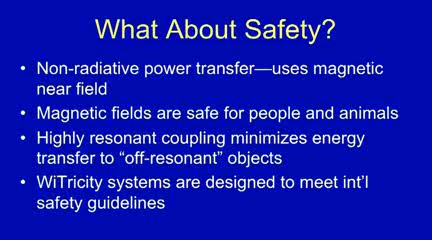 What About Safety?
• Non-radiative power transfer—uses magnetic
near field
• Magnetic fields are safe for people and animals
• Highly resonant coupling minimizes energy
transfer to “off-resonant” objects
• WiTricity systems are designed to meet int’l
safety guidelines